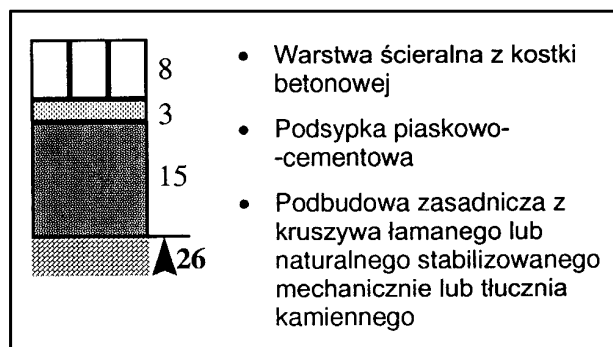 8
3
15
26
• Warstwa ścieralna z kostki
betonowej
• Podsypka piaskowo-
-cementowa
• Podbudowa zasadnicza z
kruszywa łamanego lub
naturalnego stabilizowanego
mechanicznie lub tłucznia
kamiennego